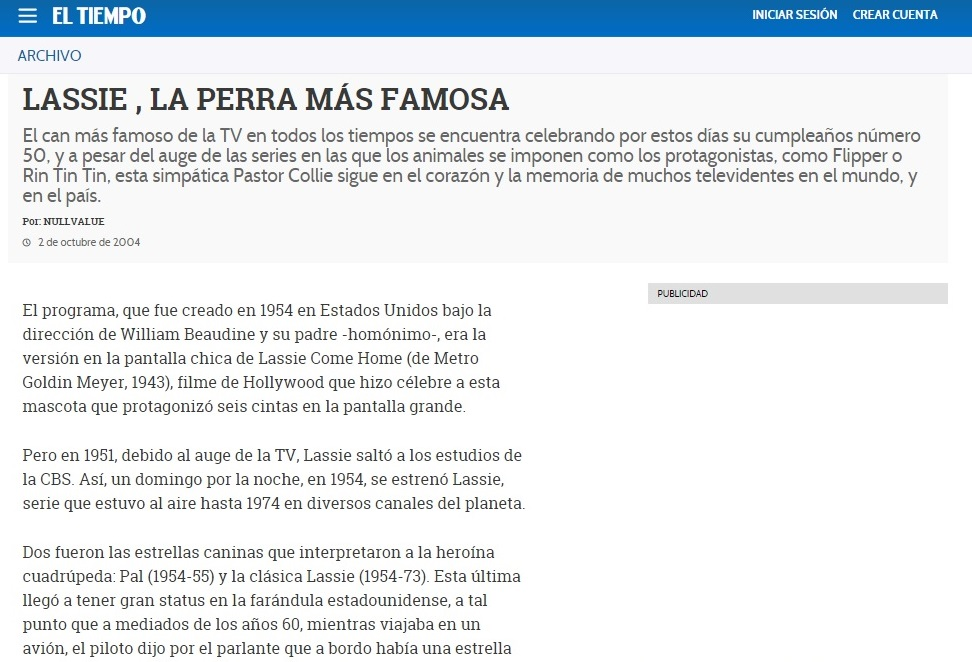 EL TIEMPO
INICIAR SESIÓN CREAR CUENTA
ARCHIVO
LASSIE , LA PERRA MÁS FAMOSA
El can más famoso de la TV en todos los tiempos se encuentra celebrando por estos días su cumpleaños número
50, y a pesar del auge de las series en las que los animales se imponen como los protagonistas, como Flipper o
Rin Tin Tin, esta simpática Pastor Collie sigue en el corazón y la memoria de muchos televidentes en el mundo, y
en el país.
Por: NULLVALUE
2 de octubre de 2004
PUBLICIDAD
El programa, que fue creado en 1954 en Estados Unidos bajo la
dirección de William Beaudine y su padre -homónimo-, era la
versión en la pantalla chica de Lassie Come Home (de Metro
Goldin Meyer, 1943), filme de Hollywood que hizo célebre a esta
mascota que protagonizó seis cintas en la pantalla grande.
Pero en 1951, debido al auge de la TV, Lassie saltó a los estudios de
la CBS. Así, un domingo por la noche, en 1954, se estrenó Lassie,
serie que estuvo al aire hasta 1974 en diversos canales del planeta.
Dos fueron las estrellas caninas que interpretaron a la heroína
cuadrúpeda: Pal (1954-55) y la clásica Lassie (1954-73). Esta última
llegó a tener gran status en la farándula estadounidense, a tal
punto que a mediados de los años 60, mientras viajaba en un
avión, el piloto dijo por el parlante que a bordo había una estrella